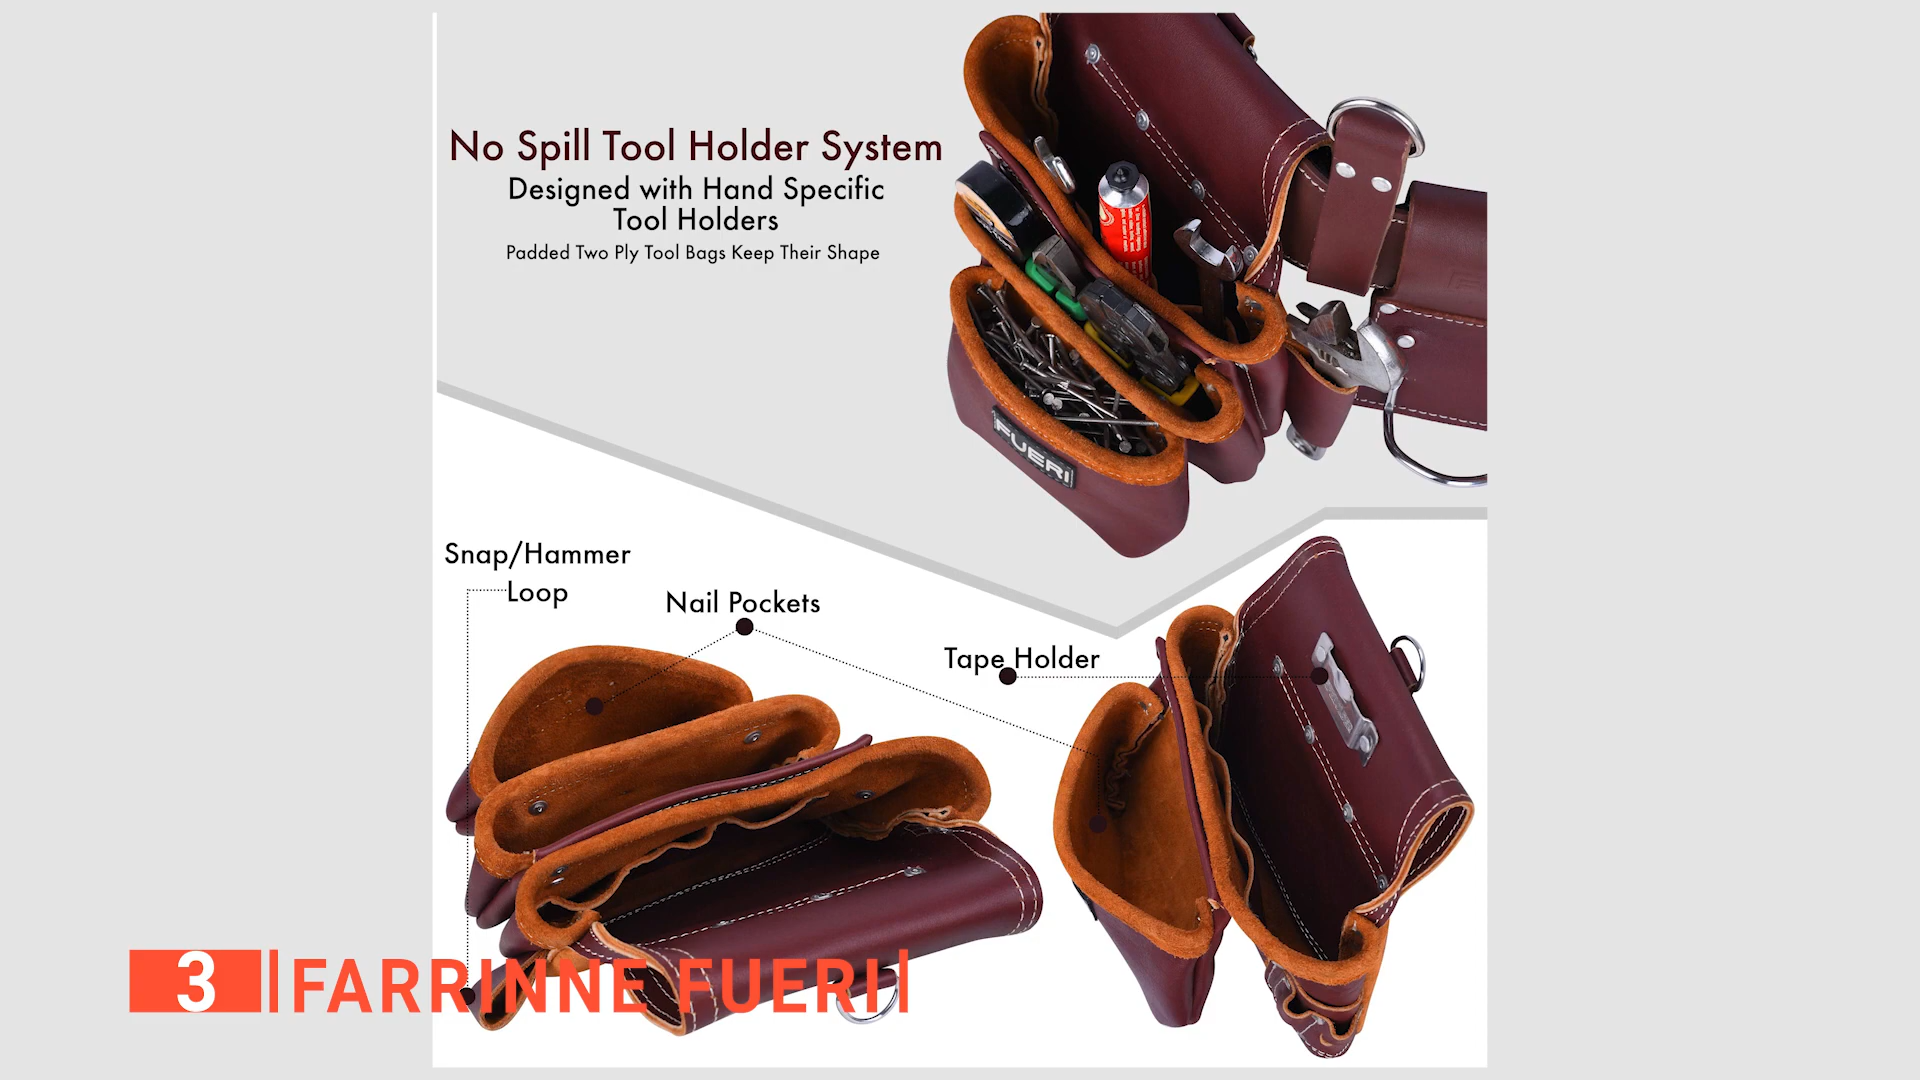 No Spill Tool Holder System
Designed with Hand Specific
Tool Holders
Padded Two Ply Tool Bags Keep Their Shape
FUERI
Snap/Hammer
Loop
Nail Pockets
Tape Holder
3 FARRINNE FUERI